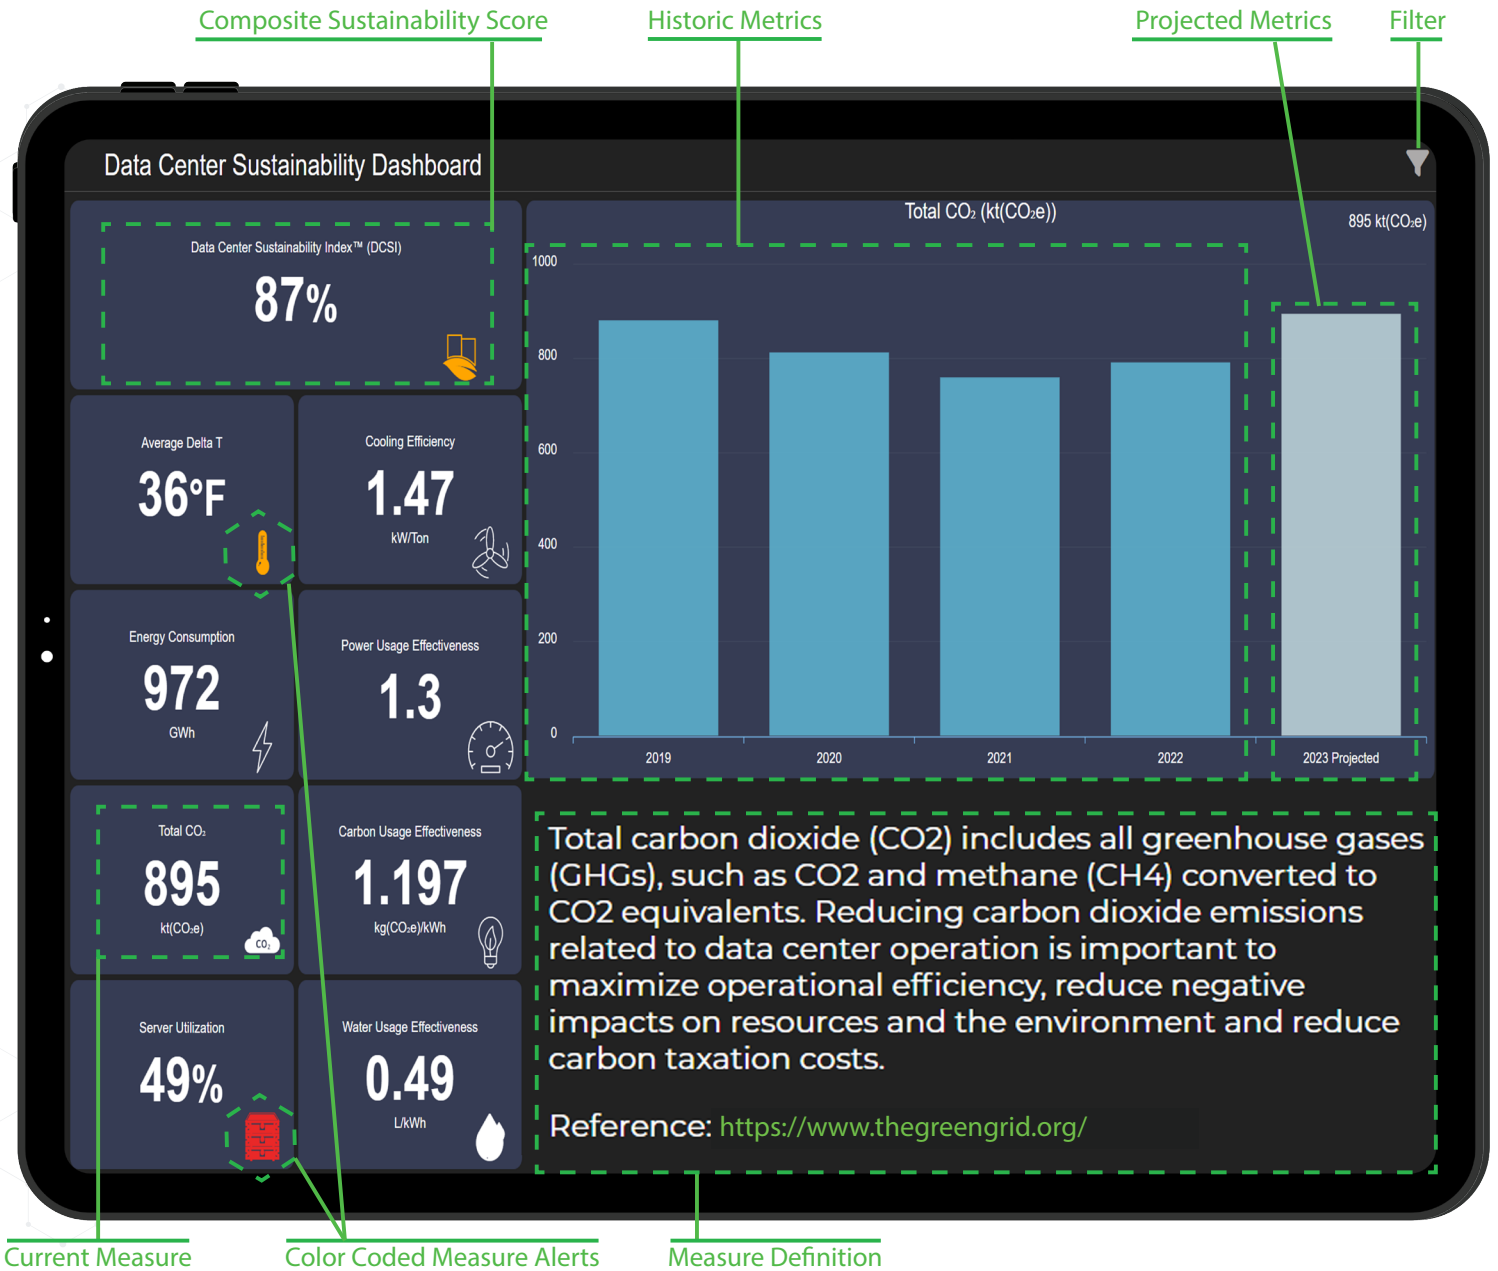 Composite Sustainability Score
Historic Metrics
Projected Metrics
Filter
Data Center Sustainability Dashboard
Data Center Sustainability Index™ (DCSI)
87%
Average Delta T
36°F
Cooling Efficiency
1.47
kW/Ton
Energy Consumption
972
GWh
Power Usage Effectiveness
1.3
Total CO₂
895
kt(CO₂e)
CO₂
Carbon Usage Effectiveness
1.197
kg(CO₂e)/kWh
Server Utilization
49%
Water Usage Effectiveness
0.49
L/kWh
Total CO₂ (kt(CO₂e))
895 kt(CO₂e)
1000
800
600
400
200
0
2019
2020
2021
2022
2023 Projected
Total carbon dioxide (CO2) includes all greenhouse gases
(GHGs), such as CO2 and methane (CH4) converted to
CO2 equivalents. Reducing carbon dioxide emissions
related to data center operation is important to
maximize operational efficiency, reduce negative
impacts on resources and the environment and reduce
carbon taxation costs.
Reference: https://www.thegreengrid.org/
Current Measure
Color Coded Measure Alerts
Measure Definition